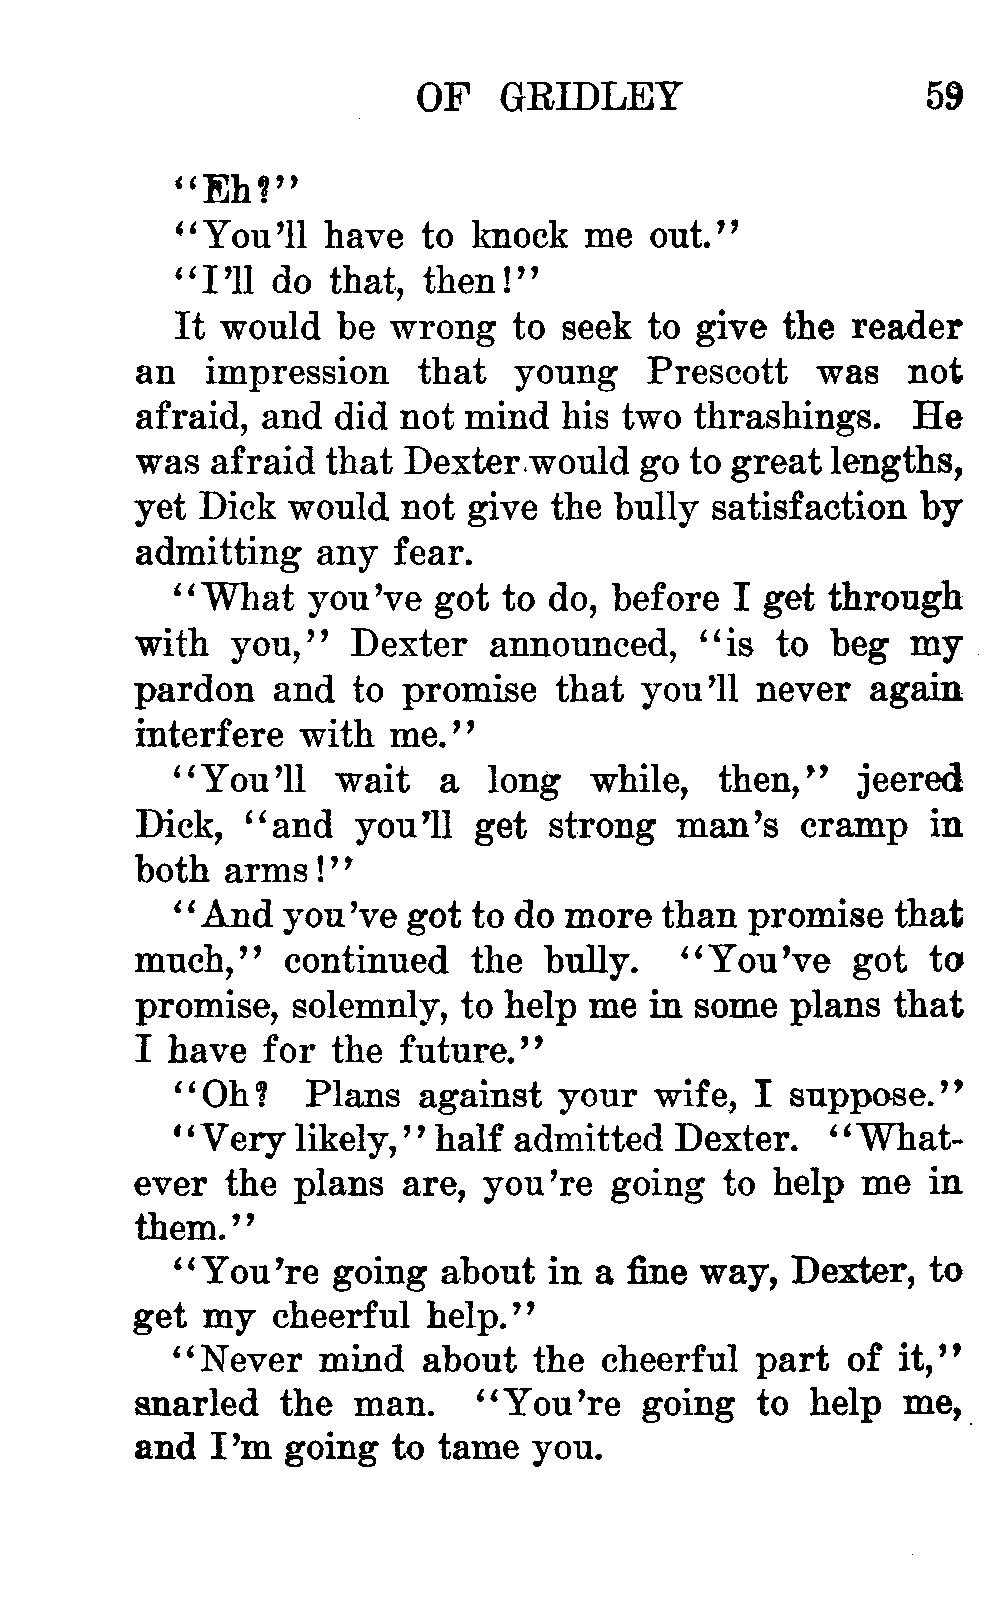 OF GRIDLEY 59
"Eh?"
"You'll have to knock me out."
"I'll do that, then!"
It would be wrong to seek to give the reader
an impression that young Prescott was not
afraid, and did not mind his two thrashings. He
was afraid that Dexter would go to great lengths,
yet Dick would not give the bully satisfaction by
admitting any fear.
"What you've got to do, before I get through
with you," Dexter announced, "is to beg my
pardon and to promise that you'll never again
interfere with me."
"You'll wait a long while, then," jeered
Dick, "and you'll get strong man's cramp in
both arms!"
"And you've got to do more than promise that
much," continued the bully. "You've got to
promise, solemnly, to help me in some plans that
I have for the future."
"Oh? Plans against your wife, I suppose."
"Very likely," half admitted Dexter. "What-
ever the plans are, you're going to help me in
them."
"You're going about in a fine way, Dexter, to
get my cheerful help."
"Never mind about the cheerful part of it,"
snarled the man. "You're going to help me,
and I'm going to tame you.